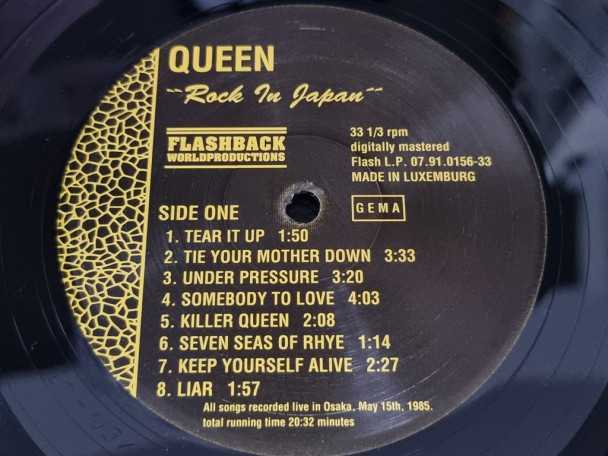 QUEEN
"Rock In Japan"
FLASHBACK
WORLDPRODUCTIONS
33 1/3 rpm
digitally mastered
Flash L.P. 07.91.0156-33
MADE IN LUXEMBURG
GEMA
SIDE ONE
1. TEAR IT UP 1:50
2. TIE YOUR MOTHER DOWN 3:33
3. UNDER PRESSURE 3:20
4. SOMEBODY TO LOVE 4:03
5. KILLER QUEEN 2:08
6. SEVEN SEAS OF RHYE 1:14
7. KEEP YOURSELF ALIVE 2:27
8. LIAR 1:57
All songs recorded live in Osaka, May 15th, 1985.
total running time 20:32 minutes